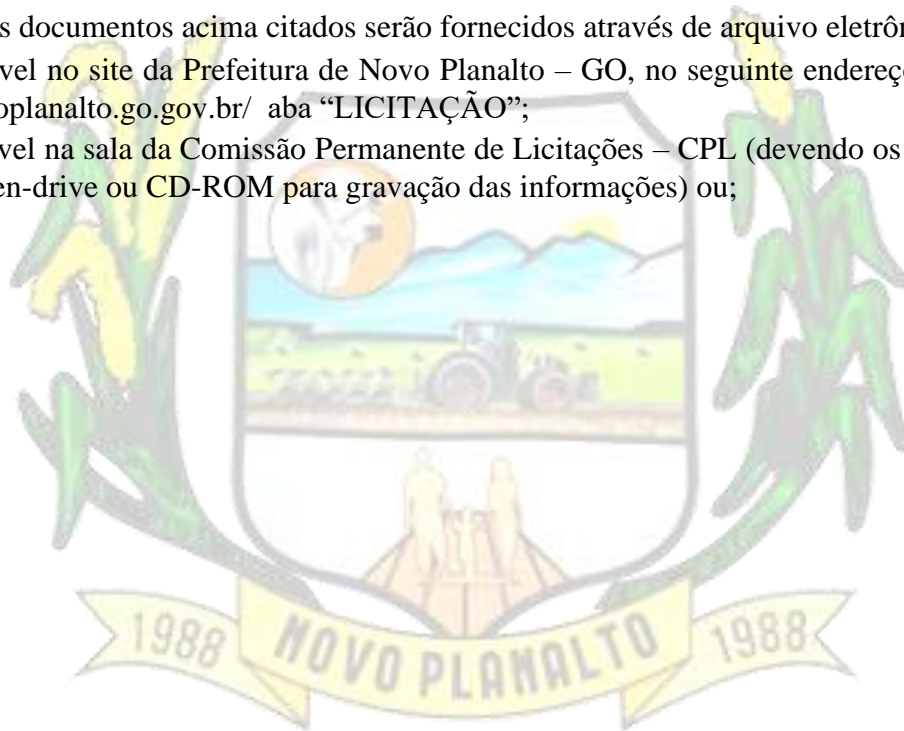 s documentos acima citados serão fornecidos através de arquivo eletrôn
vel no site da Prefeitura de Novo Planalto – GO, no seguinte endereç
oplanalto.go.gov.br/ aba “LICITAÇÃO”;
vel na sala da Comissão Permanente de Licitações – CPL (devendo os
en-drive ou CD-ROM para gravação das informações) ou;
1988 NOVO PLANALTO 1988